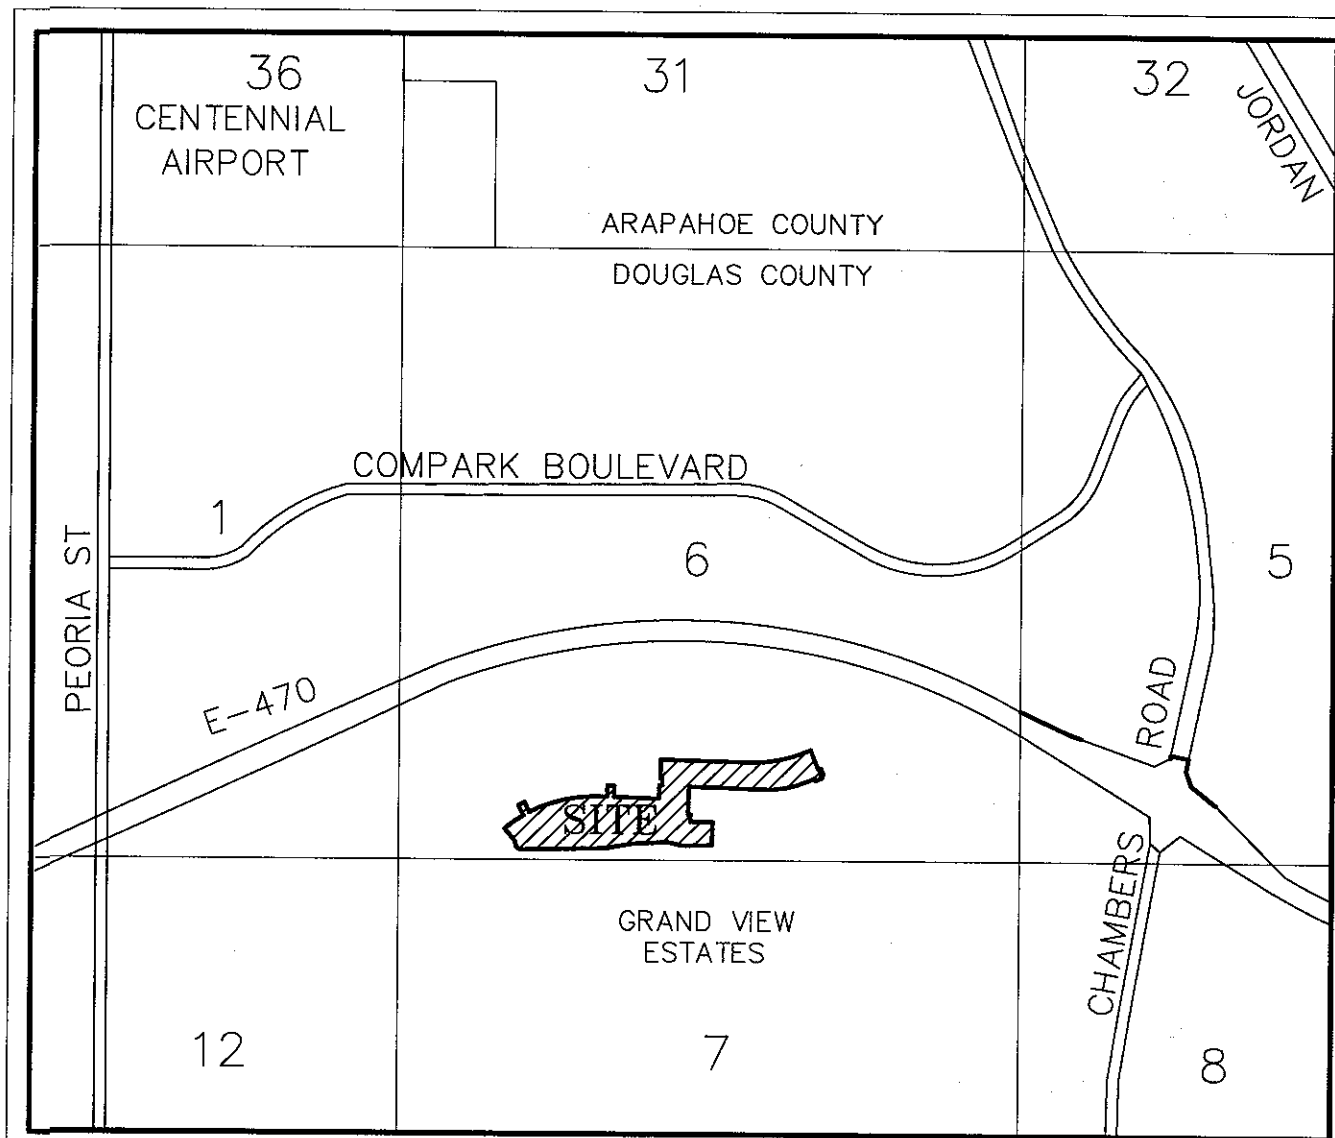 36
CENTENNIAL
AIRPORT
31
32
JORDAN
ARAPAHOE COUNTY
DOUGLAS COUNTY
COMPARK BOULEVARD
1
6
5
PEORIA ST
E-470
ROAD
SITE
CHAMBERS
GRAND VIEW
ESTATES
12
7
8